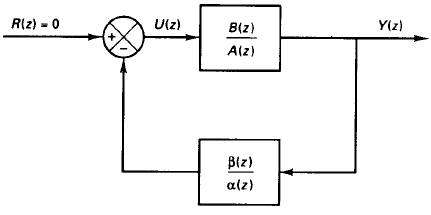 R(z) = 0
U(z)
B(z)
A(z)
Y(z)
+
−
β(z)
α(z)